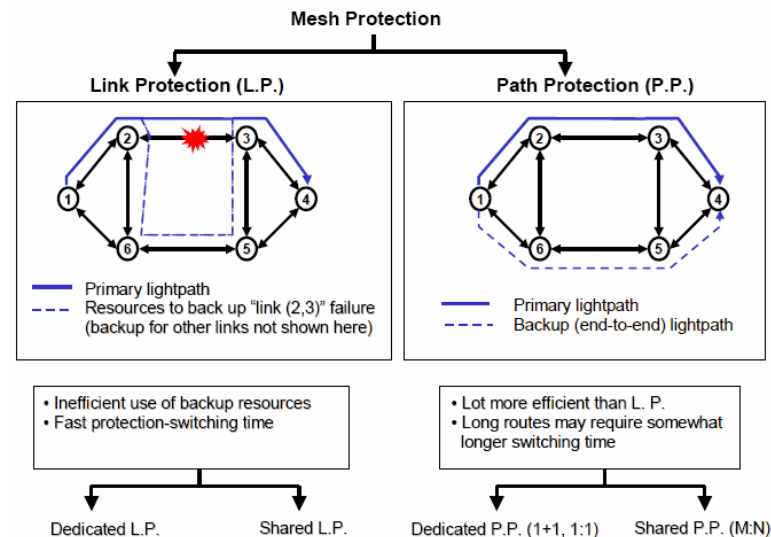 Mesh Protection
Link Protection (L.P.)
Path Protection (P.P.)
2
3
1
4
6
5
Primary lightpath
Resources to back up "link (2,3)" failure
(backup for other links not shown here)
2
3
1
4
6
5
Primary lightpath
Backup (end-to-end) lightpath
• Inefficient use of backup resources
• Fast protection-switching time
• Lot more efficient than L. P.
• Long routes may require somewhat
longer switching time
Dedicated L.P.
Shared L.P.
Dedicated P.P. (1+1, 1:1)
Shared P.P. (M:N)